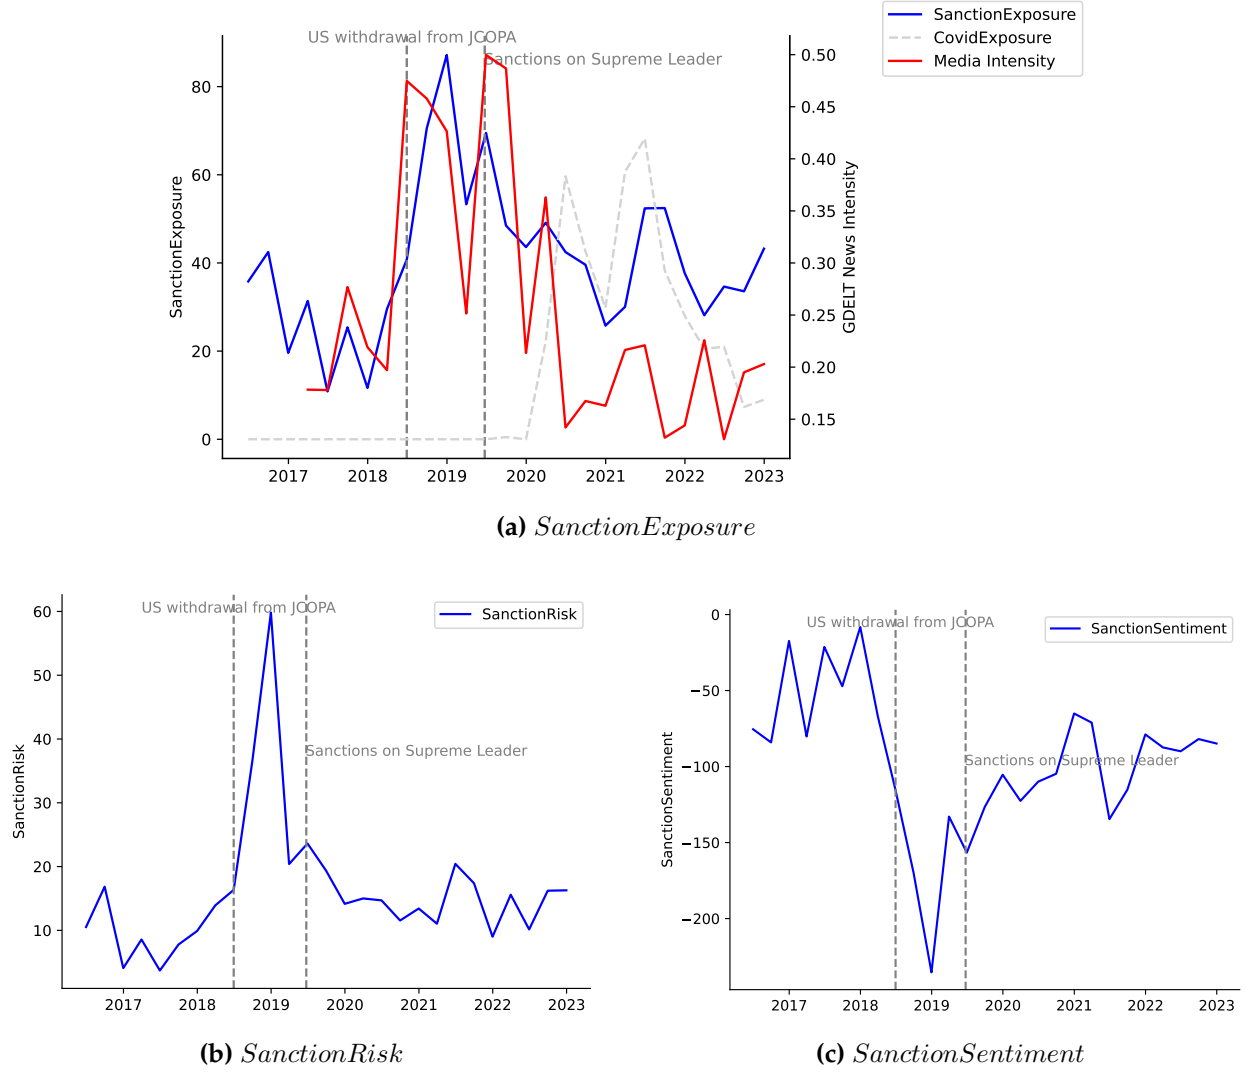 US withdrawal from JCOPA
Sanctions on Supreme Leader
SanctionExposure
CovidExposure
Media Intensity
SanctionExposure
80
60
40
20
0
0.50
0.45
0.40
0.35
0.30
0.25
0.20
0.15
GDELT News Intensity
2017 2018 2019 2020 2021 2022 2023
(a) SanctionExposure
US withdrawal from JCOPA
SanctionRisk
Sanctions on Supreme Leader
SanctionRisk
60
50
40
30
20
10
2017 2018 2019 2020 2021 2022 2023
(b) SanctionRisk
US withdrawal from JCOPA
SanctionSentiment
Sanctions on Supreme Leader
SanctionSentiment
0
−50
−100
−150
−200
2017 2018 2019 2020 2021 2022 2023
(c) SanctionSentiment